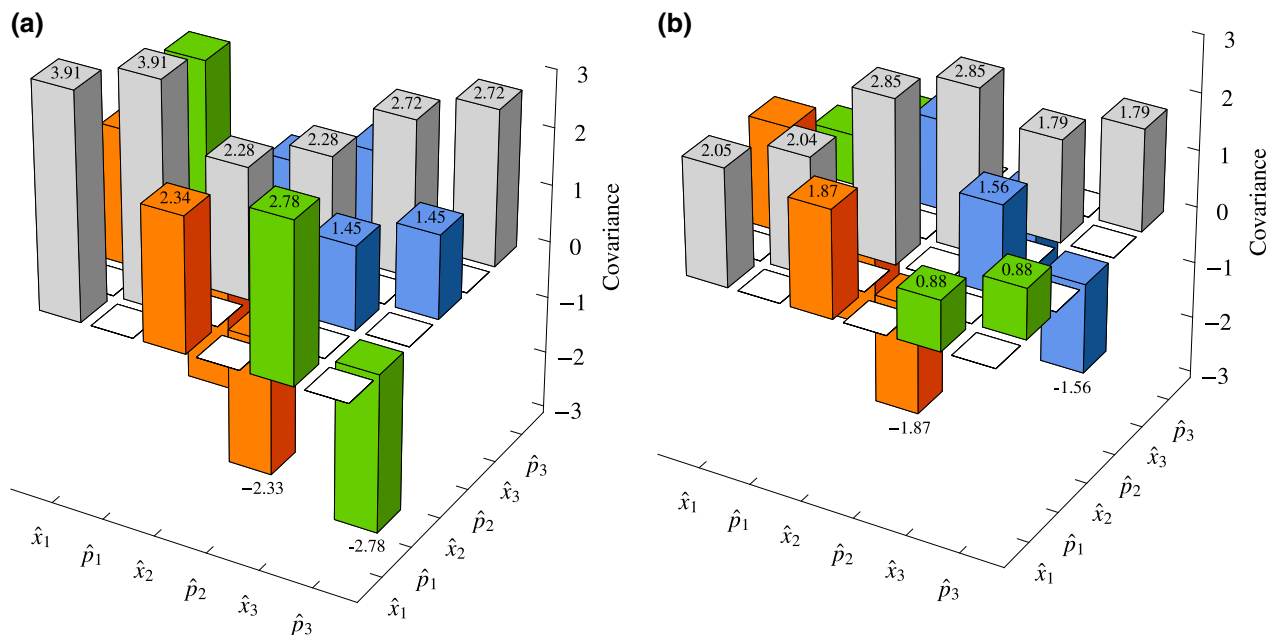 (a)
3.91
3.91
2.28
2.28
2.72
2.72
2.34
2.78
1.45
1.45
−2.33
-2.78
3
2
1
0
−1
−2
−3
Covariance
x̂₁
p̂₁
x̂₂
p̂₂
x̂₃
p̂₃
x̂₁
p̂₁
x̂₂
p̂₂
x̂₃
p̂₃
(b)
2.05
2.04
2.85
2.85
1.79
1.79
1.87
1.56
0.88
0.88
−1.87
-1.56
3
2
1
0
−1
−2
−3
Covariance
x̂₁
p̂₁
x̂₂
p̂₂
x̂₃
p̂₃
x̂₁
p̂₁
x̂₂
p̂₂
x̂₃
p̂₃